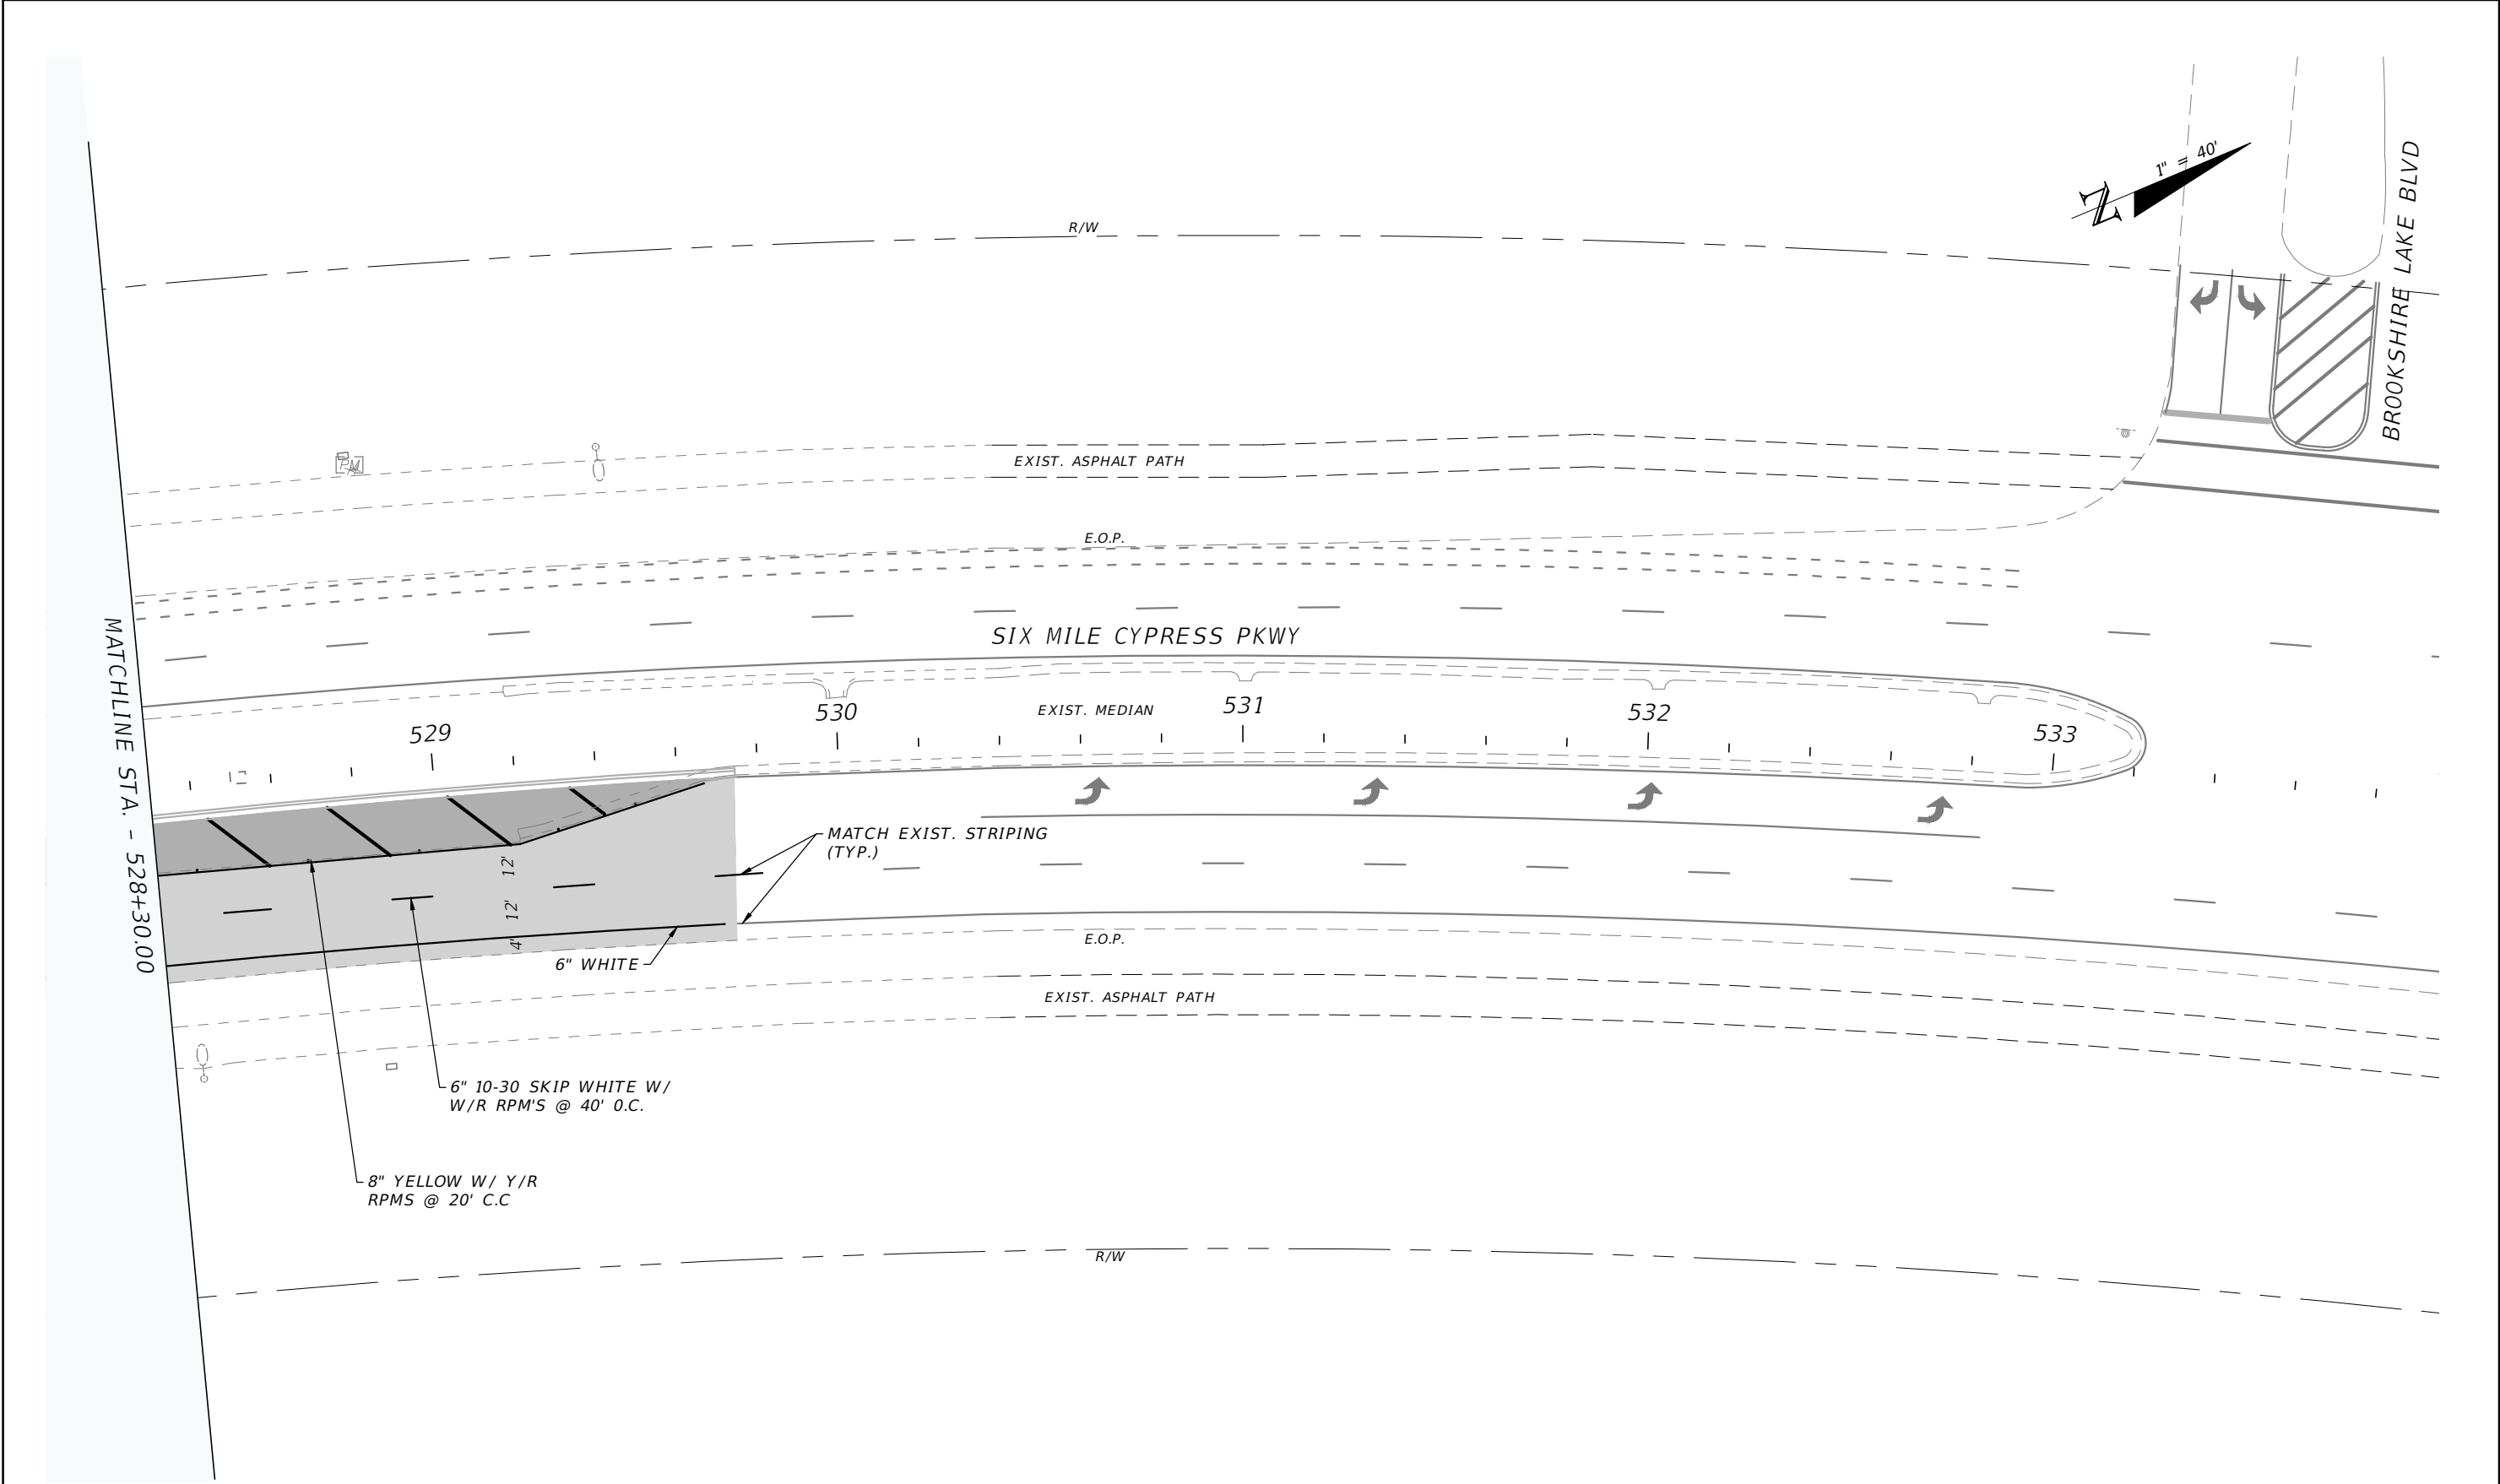 1" = 40'
N
BROOKSHIRE LAKE BLVD
R/W
PM
EXIST. ASPHALT PATH
E.O.P.
SIX MILE CYPRESS PKWY
MATCHLINE STA. - 528+30.00
529
530
EXIST. MEDIAN
531
532
533
MATCH EXIST. STRIPING
(TYP.)
12'
12'
4'
E.O.P.
6" WHITE
EXIST. ASPHALT PATH
6" 10-30 SKIP WHITE W/
W/R RPM'S @ 40' O.C.
8" YELLOW W/ Y/R
RPMS @ 20' C.C
R/W